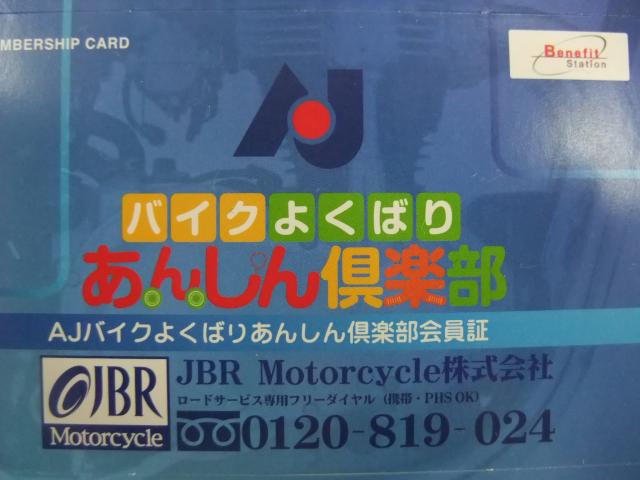 MBERSHIP CARD
Benefit
Station
AJ
バイクよくばり
あんしん倶楽部
AJバイクよくばりあんしん倶楽部会員証
JBR
Motorcycle
JBR Motorcycle株式会社
ロードサービス専用フリーダイヤル（携帯・PHS OK）
0120-819-024